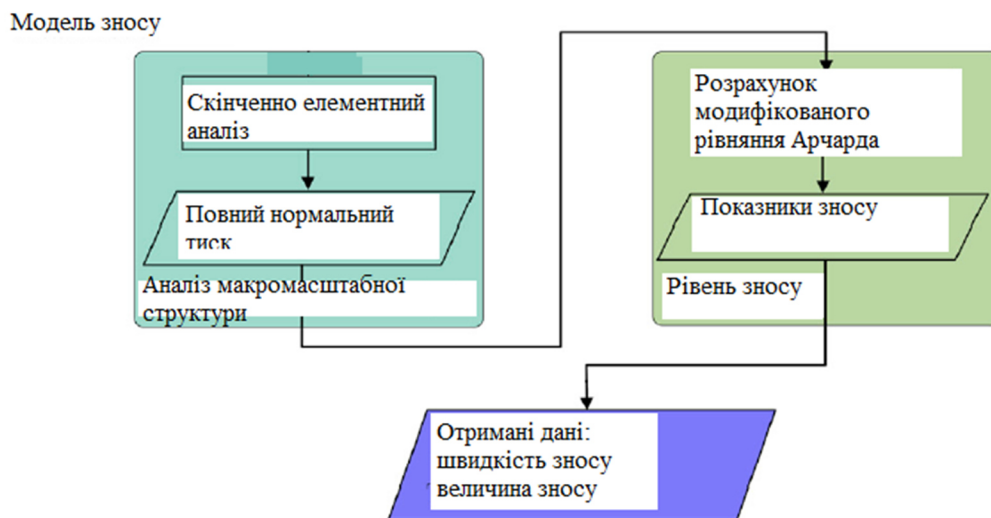 Модель зносу
Скінченно елементний
аналіз
Повний нормальний
тиск
Аналіз макромасштабної
структури
Розрахунок
модифікованого
рівняння Арчарда
Показники зносу
Рівень зносу
Отримані дані:
швидкість зносу
величина зносу